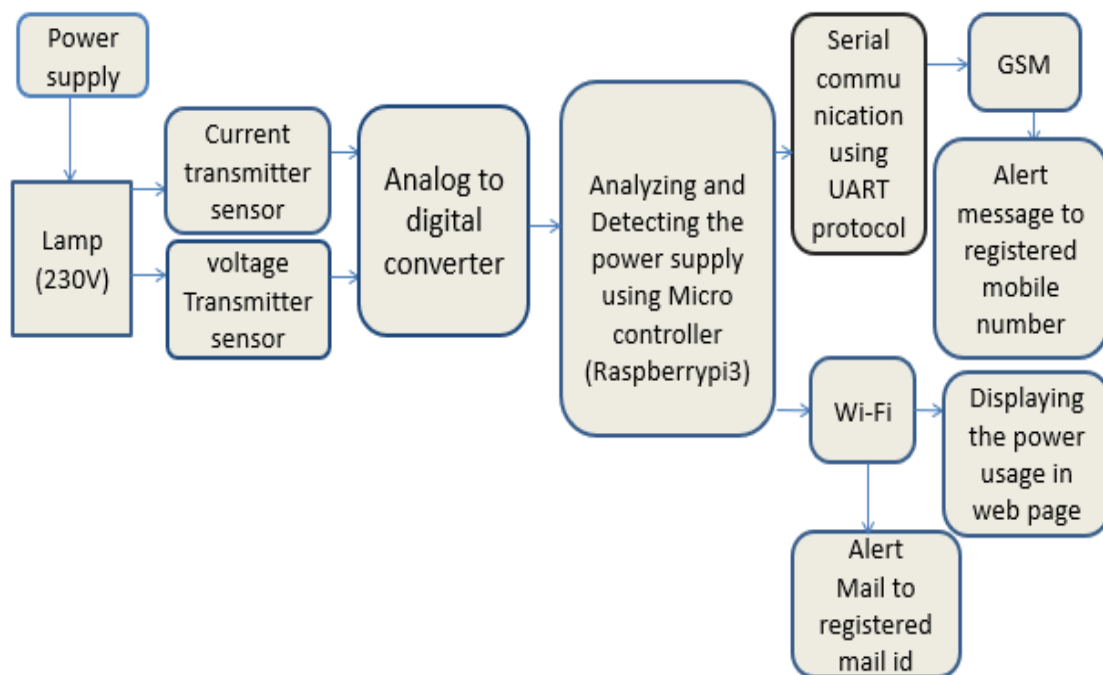 Power
supply
Lamp
(230V)
Current
transmitter
sensor
voltage
Transmitter
sensor
Analog to
digital
converter
Analyzing and
Detecting the
power supply
using Micro
controller
(Raspberrypi3)
Serial
commu
nication
using
UART
protocol
GSM
Alert
message to
registered
mobile
number
Wi-Fi
Displaying
the power
usage in
web page
Alert
Mail to
registered
mail id